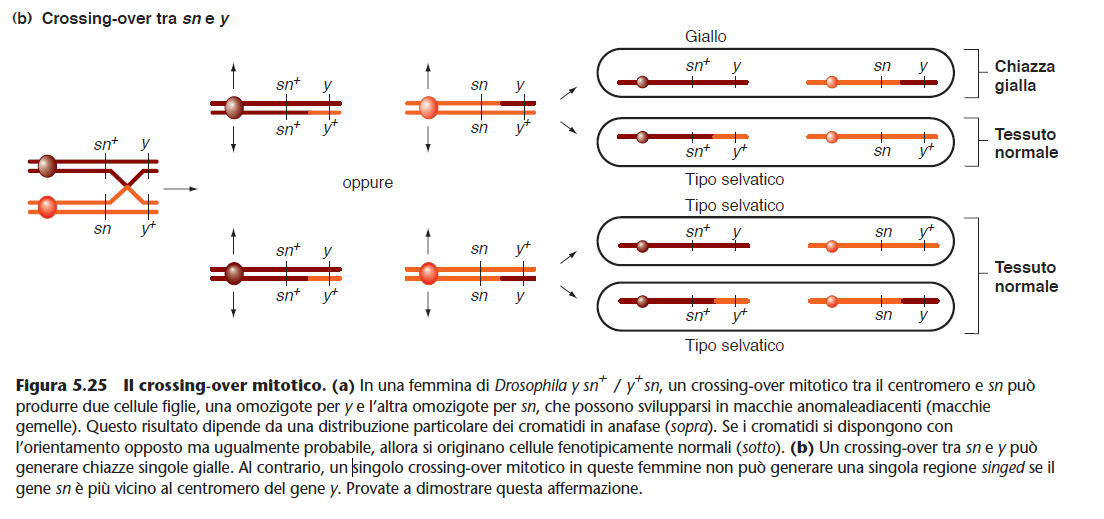 (b) Crossing-over tra sn e y
Giallo
sn+ y
sn y
Chiazza
gialla
sn+ y
sn+ y+
sn y
sn y+
sn+ y
sn y+
oppure
sn+ y+
sn y+
Tipo selvatico
Tessuto
normale
Tipo selvatico
sn+ y
sn y+
sn+ y
sn+ y+
sn y+
sn y
sn+ y+
sn y
Tipo selvatico
Tessuto
normale
Figura 5.25 Il crossing-over mitotico. (a) In una femmina di Drosophila y sn+ / y+ sn, un crossing-over mitotico tra il centromero e sn può
produrre due cellule figlie, una omozigote per y e l'altra omozigote per sn, che possono svilupparsi in macchie anomaleadiacenti (macchie
gemelle). Questo risultato dipende da una distribuzione particolare dei cromatidi in anafase (sopra). Se i cromatidi si dispongono con
l'orientamento opposto ma ugualmente probabile, allora si originano cellule fenotipicamente normali (sotto). (b) Un crossing-over tra sn e y può
generare chiazze singole gialle. Al contrario, un singolo crossing-over mitotico in queste femmine non può generare una singola regione singed se il
gene sn è più vicino al centromero del gene y. Provate a dimostrare questa affermazione.